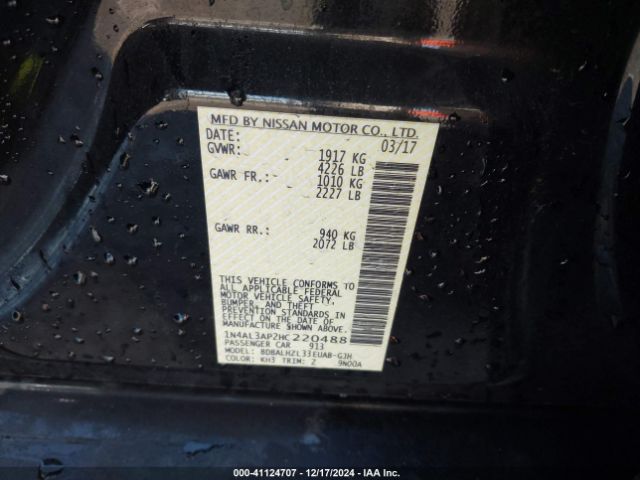 MFD BY NISSAN MOTOR CO., LTD.
DATE: 03/17
GVWR: 1917 KG
4226 LB
GAWR FR.: 1010 KG
2227 LB
GAWR RR.: 940 KG
2072 LB
THIS VEHICLE CONFORMS TO
ALL APPLICABLE FEDERAL
MOTOR VEHICLE SAFETY,
BUMPER, AND THEFT
PREVENTION STANDARDS IN
EFFECT ON THE DATE OF
MANUFACTURE SHOWN ABOVE.
1N4AL3AP2HC220488
PASSENGER CAR 913
MODEL: BDBALHZL33EUAB-GJH
COLOR: KH3 TRIM: Z 9N00A
000-41124707 - 12/17/2024 - IAA Inc.